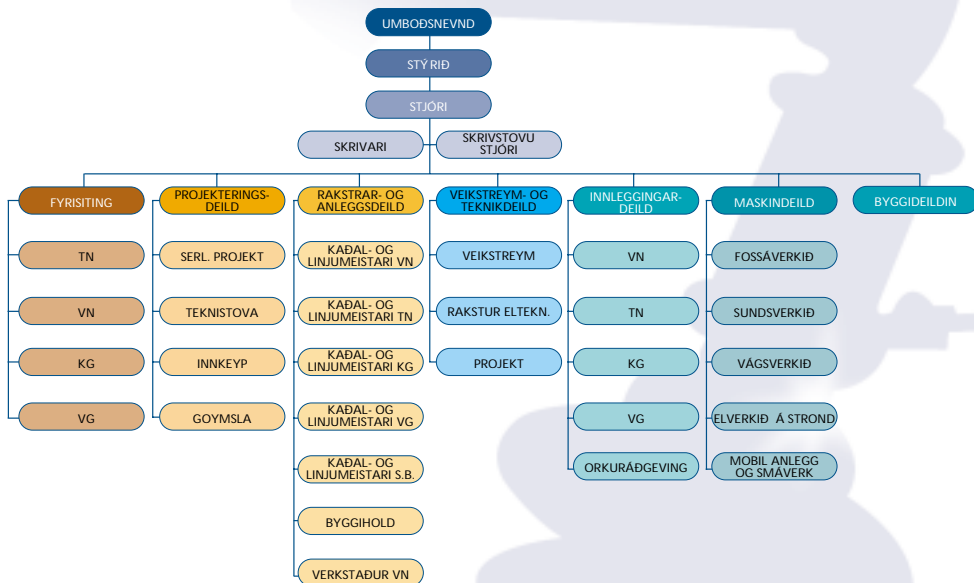 UMBOÐSNEVND
STÝRIÐ
STJÓRI
SKRIVARI
SKRIVSTOVU
STJÓRI
FYRISITING
PROJEKTERINGS-
DEILD
RAKSTRAR- OG
ANLEGGSDEILD
VEIKSTREYM- OG
TEKNIKDEILD
INNLEGGINGAR-
DEILD
MASKINDEILD
BYGGIDEILDIN
TN
SERL. PROJEKT
KAÐAL- OG
LINJUMEISTARI VN
VEIKSTREYM
VN
FOSSÁVERKIÐ
VN
TEKNISTOVA
KAÐAL- OG
LINJUMEISTARI TN
RAKSTUR ELTEKN.
TN
SUNDSVERKIÐ
KG
INNKEYP
KAÐAL- OG
LINJUMEISTARI KG
PROJEKT
KG
VÁGSVERKIÐ
VG
GOYMSLA
KAÐAL- OG
LINJUMEISTARI VG
VG
ELVERKIÐ Á STROND
KAÐAL- OG
LINJUMEISTARI S.B.
ORKURÁÐGEVING
MOBIL ANLEGG
OG SMÁVERK
BYGGIHOLD
VERKSTAÐUR VN